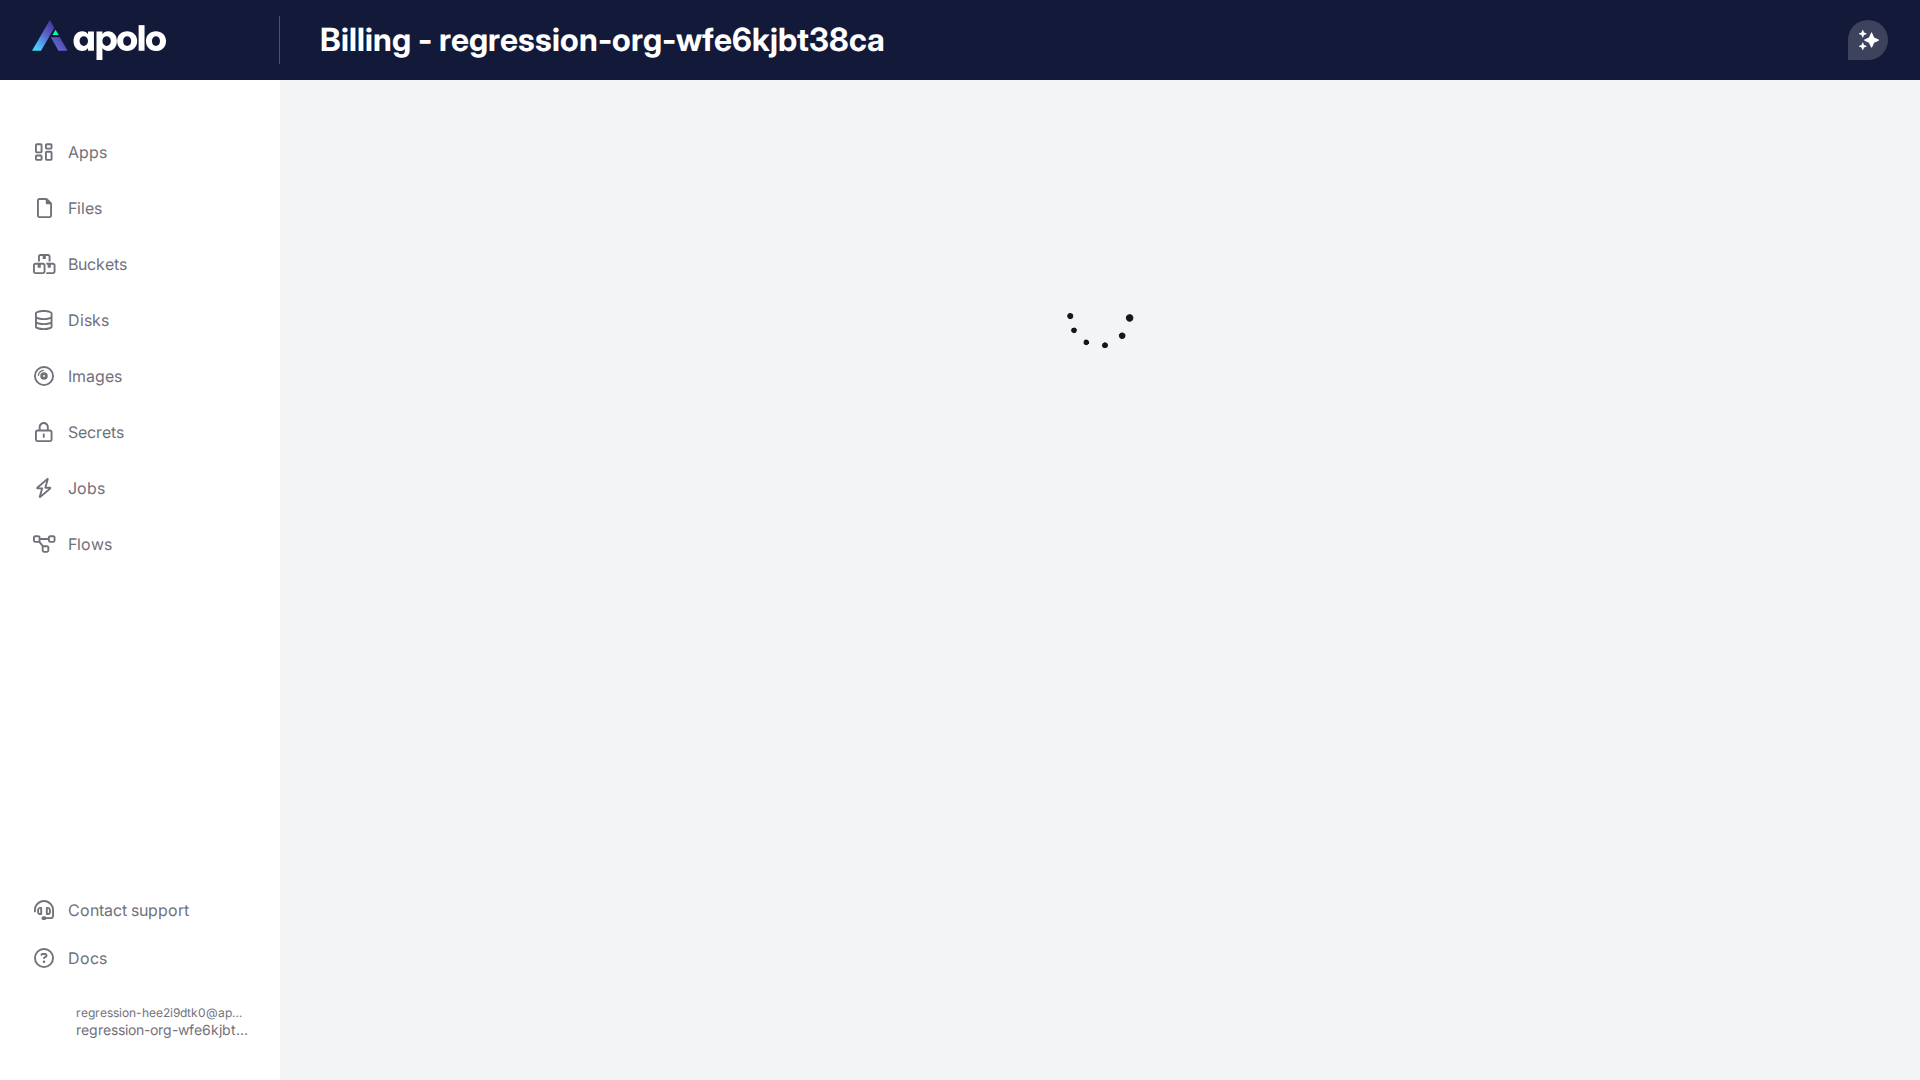 apolo
Billing - regression-org-wfe6kjbt38ca
Apps
Files
Buckets
Disks
Images
Secrets
Jobs
Flows
Contact support
Docs
regression-hee2i9dtk0@ap...
regression-org-wfe6kjbt...